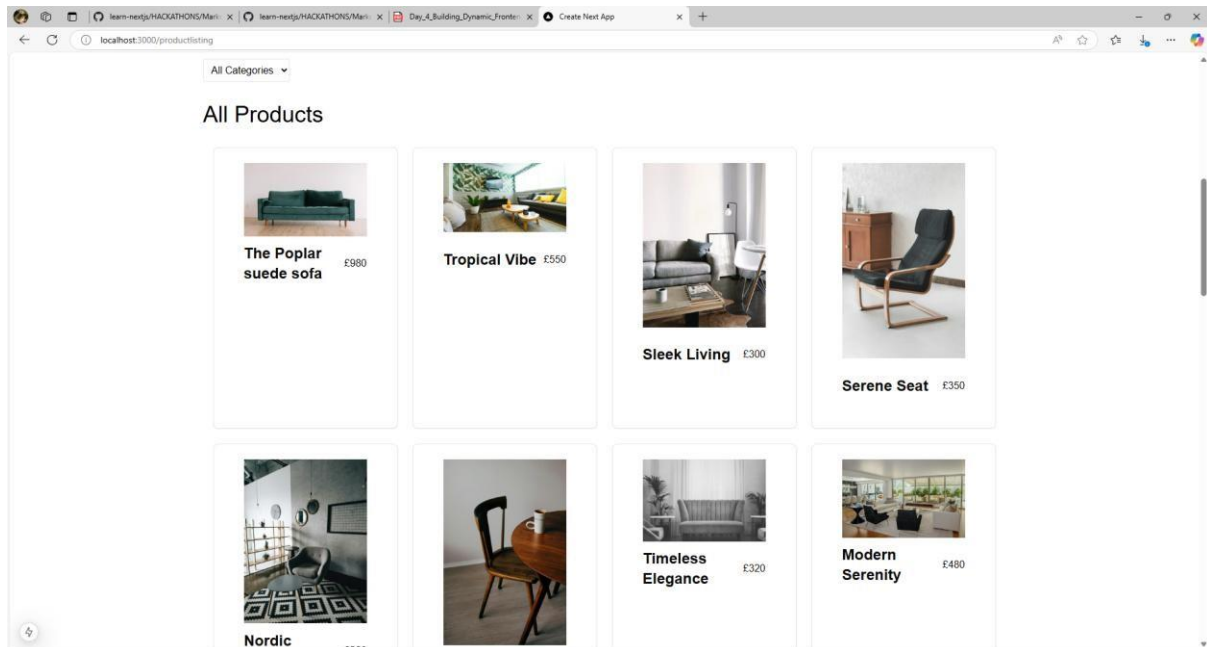 learn-nextjs/HACKATHONS/Mark
learn-nextjs/HACKATHONS/Mark
Day_4_Building_Dynamic_Fronten
Create Next App
localhost:3000/productlisting
All Categories
All Products
The Poplar
suede sofa
£980
Tropical Vibe £550
Sleek Living £300
Serene Seat £350
Nordic
Timeless
Elegance
£320
Modern
Serenity
£480